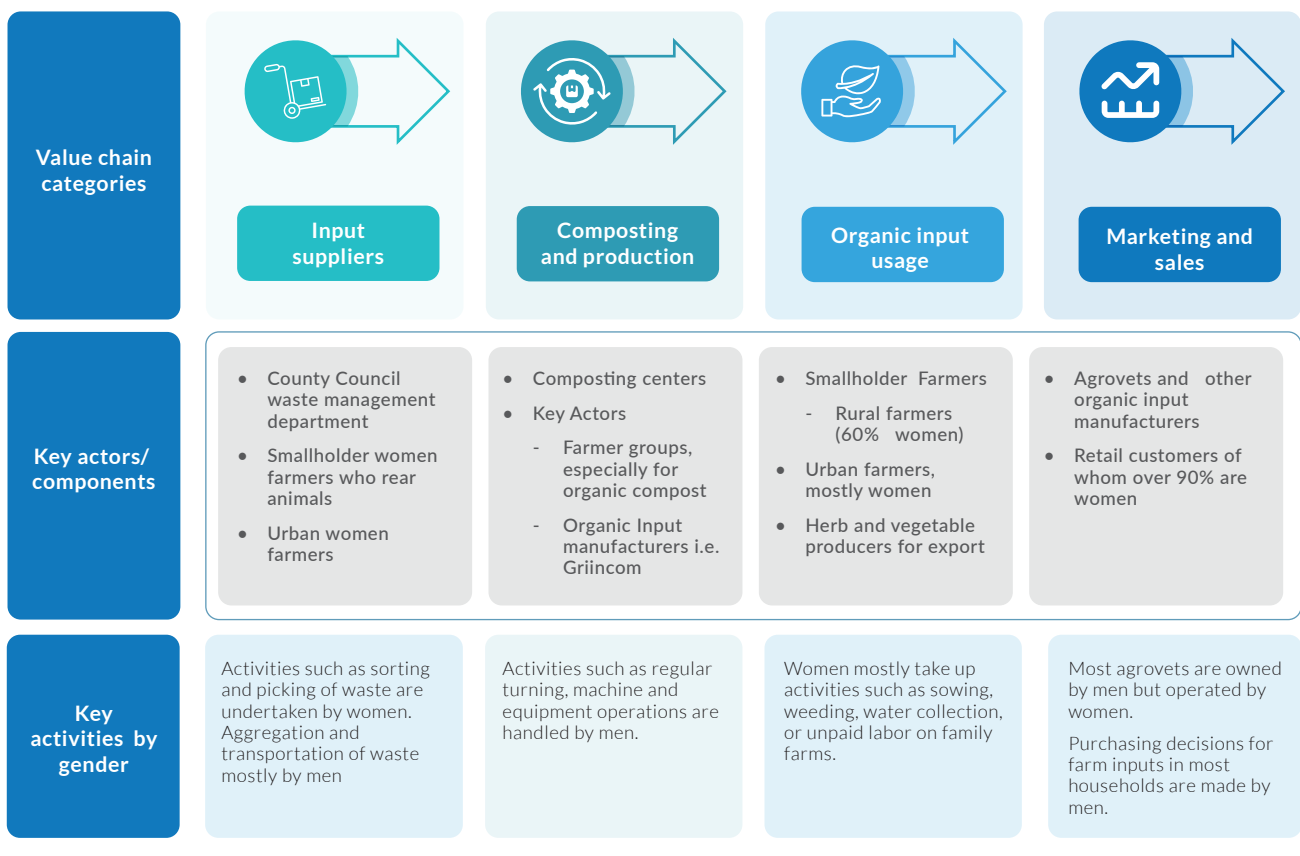 Value chain
categories
Input
suppliers
Composting
and production
Organic input
usage
Marketing and
sales
Key actors/
components
• County Council
waste management
department
• Smallholder women
farmers who rear
animals
• Urban women
farmers
• Composting centers
• Key Actors
- Farmer groups,
especially for
organic compost
- Organic Input
manufacturers i.e.
Griincom
• Smallholder Farmers
- Rural farmers
(60% women)
• Urban farmers,
mostly women
• Herb and vegetable
producers for export
• Agrovets and other
organic input
manufacturers
• Retail customers of
whom over 90% are
women
Key
activities by
gender
Activities such as sorting
and picking of waste are
undertaken by women.
Aggregation and
transportation of waste
mostly by men
Activities such as regular
turning, machine and
equipment operations are
handled by men.
Women mostly take up
activities such as sowing,
weeding, water collection,
or unpaid labor on family
farms.
Most agrovets are owned
by men but operated by
women.
Purchasing decisions for
farm inputs in most
households are made by
men.